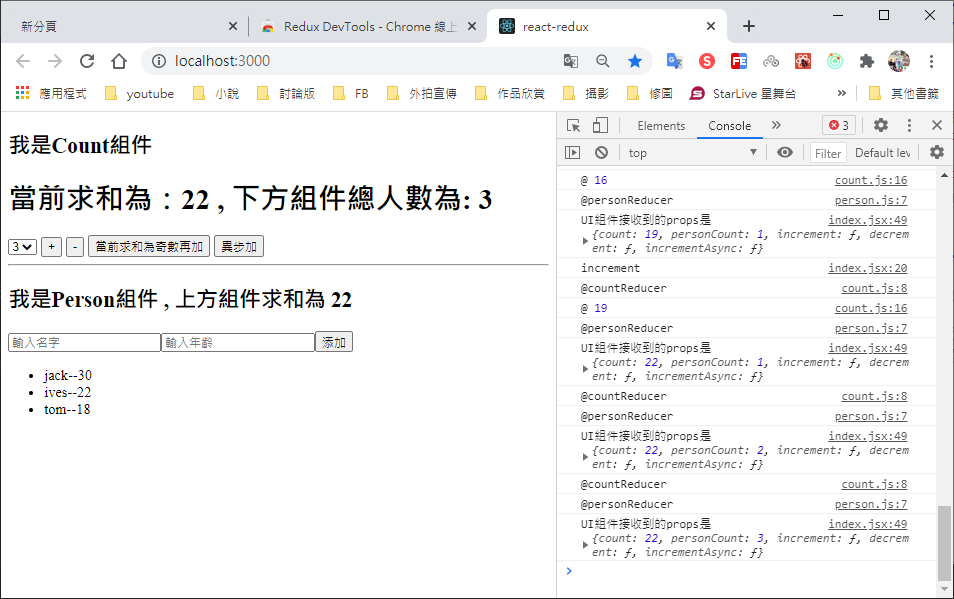 新分頁
Redux DevTools - Chrome 線上
react-redux
localhost:3000
應用程式
youtube
小說
討論版
FB
外拍宣傳
作品欣賞
攝影
修圖
StarLive 星舞台
»
其他書籤
我是Count組件
當前求和為：22 , 下方組件總人數為: 3
3 + - 當前求和為奇數再加 異步加
我是Person組件 , 上方組件求和為 22
輸入名字 輸入年齡 添加
jack--30
ives--22
tom--18
Elements Console » 3
top Filter Default lev
@ 16 count.js:16
@personReducer person.js:7
UI組件接收到的props是 index.jsx:49
{count: 19, personCount: 1, increment: ƒ, decrem
ent: ƒ, incrementAsync: ƒ}
increment index.jsx:20
@countReducer count.js:8
@ 19 count.js:16
@personReducer person.js:7
UI組件接收到的props是 index.jsx:49
{count: 22, personCount: 1, increment: ƒ, decrem
ent: ƒ, incrementAsync: ƒ}
@countReducer count.js:8
@personReducer person.js:7
UI組件接收到的props是 index.jsx:49
{count: 22, personCount: 2, increment: ƒ, decrem
ent: ƒ, incrementAsync: ƒ}
@countReducer count.js:8
@personReducer person.js:7
UI組件接收到的props是 index.jsx:49
{count: 22, personCount: 3, increment: ƒ, decrem
ent: ƒ, incrementAsync: ƒ}